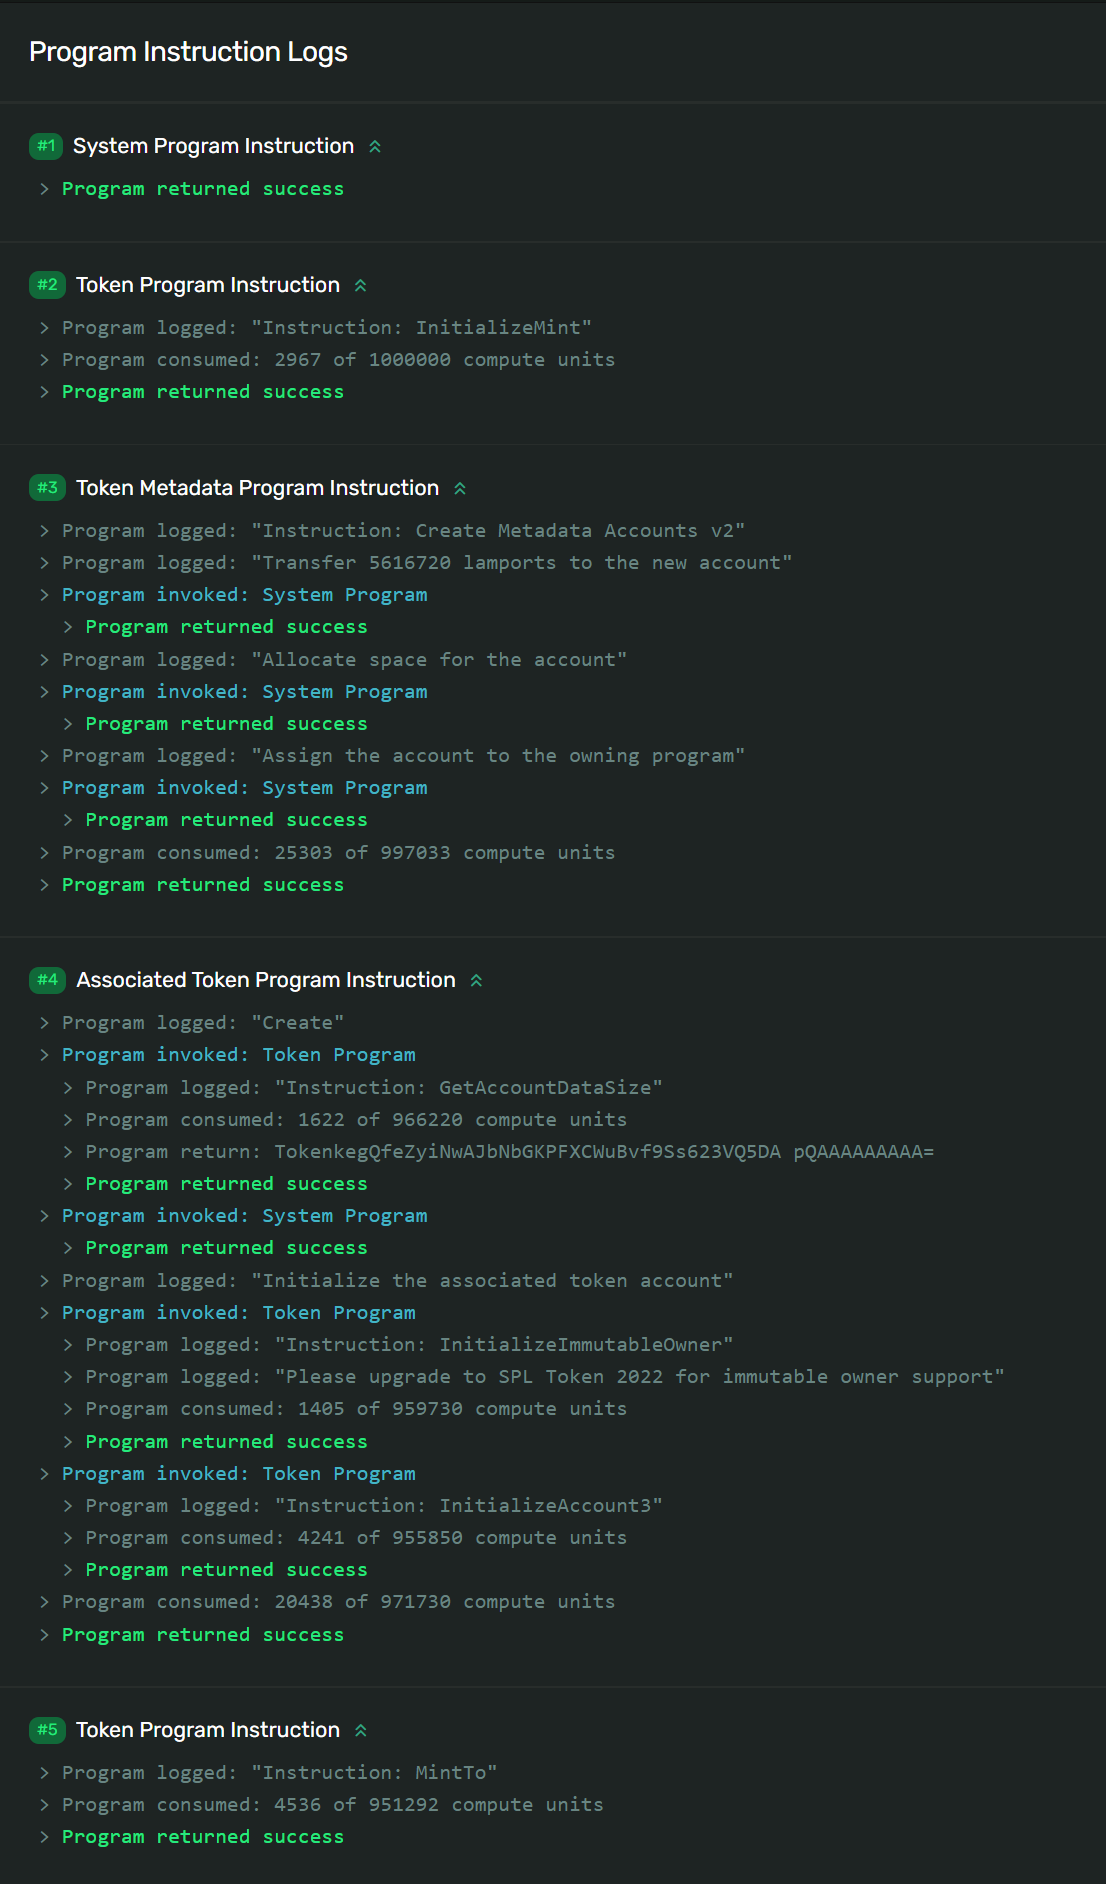 Program Instruction Logs
#1 System Program Instruction
> Program returned success
#2 Token Program Instruction
> Program logged: "Instruction: InitializeMint"
> Program consumed: 2967 of 1000000 compute units
> Program returned success
#3 Token Metadata Program Instruction
> Program logged: "Instruction: Create Metadata Accounts v2"
> Program logged: "Transfer 5616720 lamports to the new account"
> Program invoked: System Program
> Program returned success
> Program logged: "Allocate space for the account"
> Program invoked: System Program
> Program returned success
> Program logged: "Assign the account to the owning program"
> Program invoked: System Program
> Program returned success
> Program consumed: 25303 of 997033 compute units
> Program returned success
#4 Associated Token Program Instruction
> Program logged: "Create"
> Program invoked: Token Program
> Program logged: "Instruction: GetAccountDataSize"
> Program consumed: 1622 of 966220 compute units
> Program return: TokenkegQfeZyiNwAJbNbGKPFXCWuBvf9Ss623VQ5DA pQAAAAAAAAA=
> Program returned success
> Program invoked: System Program
> Program returned success
> Program logged: "Initialize the associated token account"
> Program invoked: Token Program
> Program logged: "Instruction: InitializeImmutableOwner"
> Program logged: "Please upgrade to SPL Token 2022 for immutable owner support"
> Program consumed: 1405 of 959730 compute units
> Program returned success
> Program invoked: Token Program
> Program logged: "Instruction: InitializeAccount3"
> Program consumed: 4241 of 955850 compute units
> Program returned success
> Program consumed: 20438 of 971730 compute units
> Program returned success
#5 Token Program Instruction
> Program logged: "Instruction: MintTo"
> Program consumed: 4536 of 951292 compute units
> Program returned success